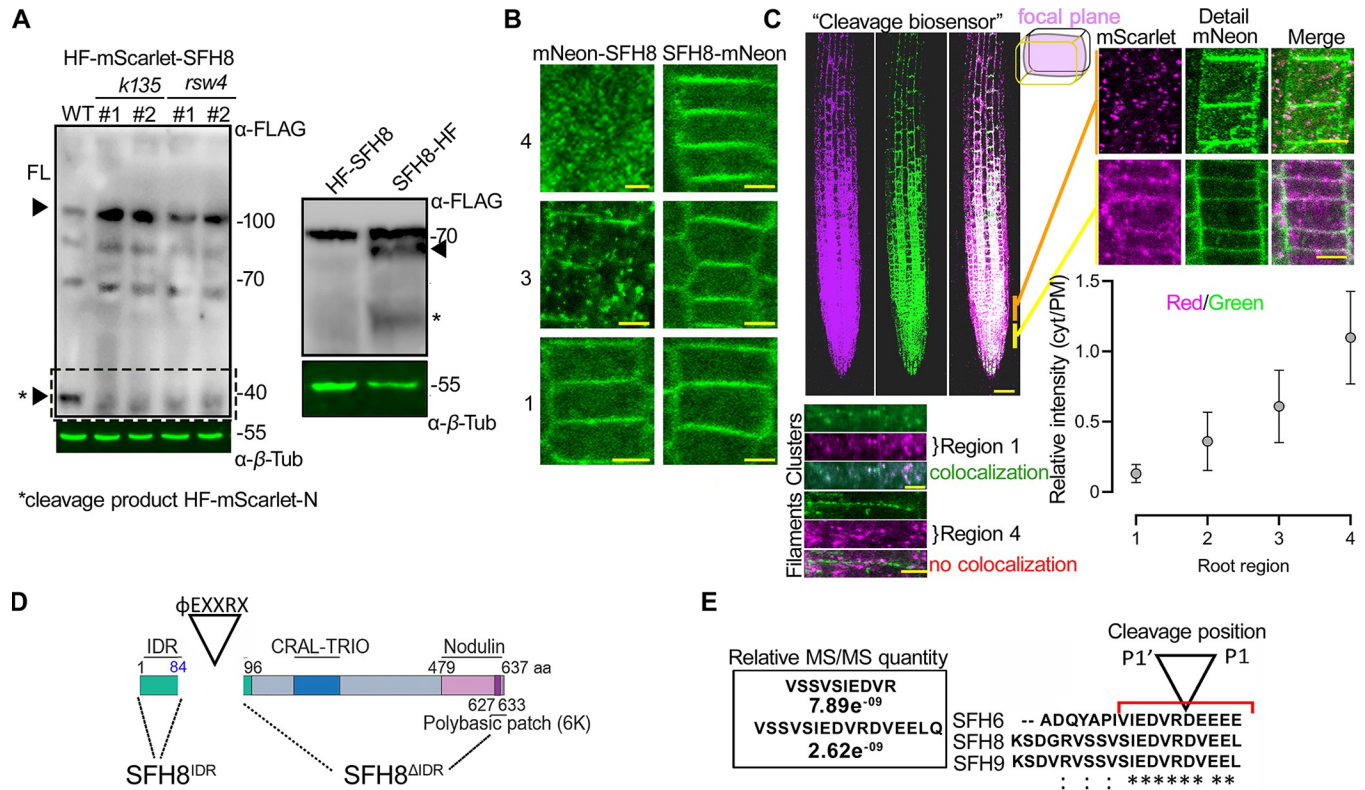 A
HF-mScarlet-SFH8
k135 rsw4
WT #1 #2 #1 #2
α-FLAG
FL
-100
-70
* -40
-55
α-β-Tub
*cleavage product HF-mScarlet-N
HF-SFH8
SFH8-HF
α-FLAG
-70
*
-55
α-β-Tub
B
mNeon-SFH8 SFH8-mNeon
4
3
1
C
“Cleavage biosensor”
focal plane
Detail
mScarlet mNeon Merge
Filaments Clusters
}Region 1
colocalization
}Region 4
no colocalization
Relative intensity (cyt/PM)
1.5
1.0
0.5
0
Red/Green
1 2 3 4
Root region
D
ϕEXXRX
IDR CRAL-TRIO Nodulin
1 84 96 479 637 aa
627 633
Polybasic patch (6K)
SFH8IDR SFH8ΔIDR
E
Relative MS/MS quantity
VSSVSIEDVR
7.89e-09
VSSVSIEDVRDVEELQ
2.62e-09
Cleavage position
P1’ P1
SFH6 -- ADQYAPIVIEDVRDEEEE
SFH8 KSDGRVSSVSIEDVRDVEEL
SFH9 KSDVRVSSVSIEDVRDVEEL
: : : ****** **